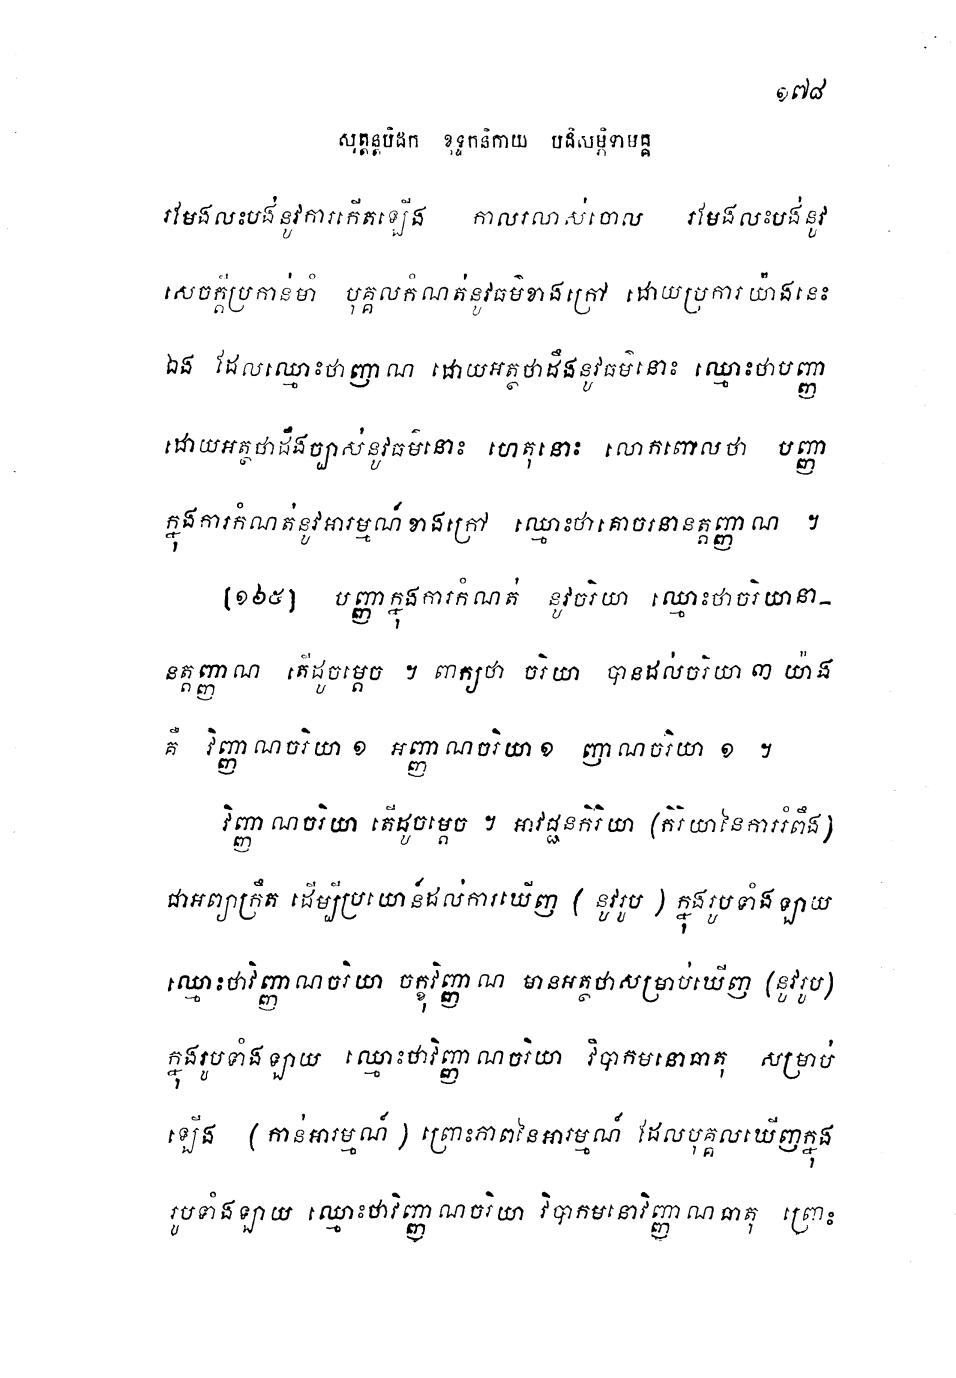 ១៧៨
សុត្តន្តបិដក ខុទ្ទកនិកាយ បដិសម្ភិទាមគ្គ
រមែងលះបង់នូវការកើតឡើង កាលរលាស់ចោល រមែងលះបង់នូវ
សេចក្តីប្រកាន់មាំ បុគ្គលកំណត់នូវធម៌ខាងក្រៅ ដោយប្រការយ៉ាងនេះ
ឯង ដែលឈ្មោះថាញាណ ដោយអត្ថថាដឹងនូវធម៌នោះ ឈ្មោះថាបញ្ញា
ដោយអត្ថថាដឹងច្បាស់នូវធម៌នោះ ហេតុនោះ លោកពោលថា បញ្ញា
ក្នុងការកំណត់នូវអារម្មណ៍ខាងក្រៅ ឈ្មោះថាគោចរនានត្តញ្ញាណ ។
(១៦៥) បញ្ញាក្នុងការកំណត់ នូវចរិយា ឈ្មោះថាចរិយានា-
នត្តញ្ញាណ តើដូចម្តេច ។ ពាក្យថា ចរិយា បានដល់ចរិយា ៣ យ៉ាង
គឺ វិញ្ញាណចរិយា ១ អញ្ញាណចរិយា ១ ញាណចរិយា ១ ។
វិញ្ញាណចរិយា តើដូចម្តេច ។ អាវជ្ជនកិរិយា (កិរិយានៃការរំពឹង)
ជាអព្យាក្រឹត ដើម្បីប្រយោជន៍ដល់ការឃើញ ( នូវរូប ) ក្នុងរូបទាំងឡាយ
ឈ្មោះថាវិញ្ញាណចរិយា ចក្ខុវិញ្ញាណ មានអត្ថថាសម្រាប់ឃើញ (នូវរូប)
ក្នុងរូបទាំងឡាយ ឈ្មោះថាវិញ្ញាណចរិយា វិបាកមនោធាតុ សម្រាប់
ឡើង ( កាន់អារម្មណ៍ ) ព្រោះភាពនៃអារម្មណ៍ ដែលបុគ្គលឃើញក្នុង
រូបទាំងឡាយ ឈ្មោះថាវិញ្ញាណចរិយា វិបាកមនោវិញ្ញាណធាតុ ព្រោះ